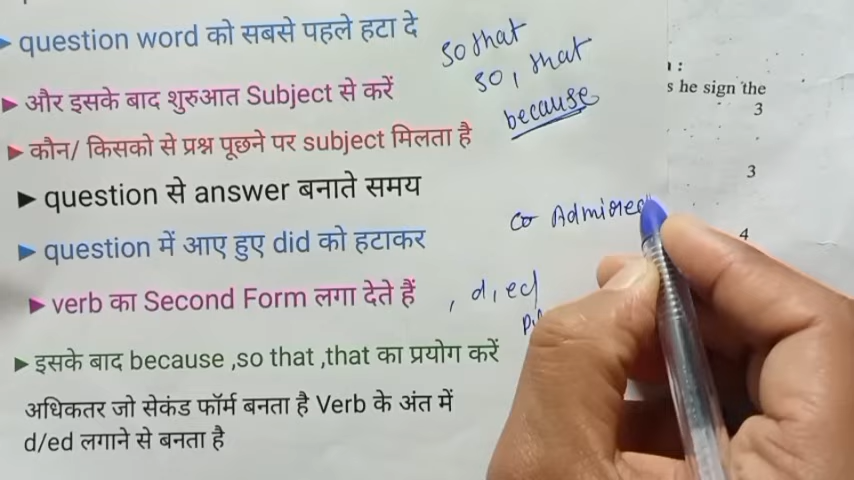 ▶ question word को सबसे पहले हटा दे
▶ और इसके बाद शुरुआत Subject से करें
▶ कौन/ किसको से प्रश्न पूछने पर subject मिलता है
▶ question से answer बनाते समय
▶ question में आए हुए did को हटाकर
▶ verb का Second Form लगा देते हैं
▶ इसके बाद because ,so that ,that का प्रयोग करें
अधिकतर जो सेकंड फॉर्म बनता है Verb के अंत में
d/ed लगाने से बनता है
so that
so, that
because
Admired
, d, ed
s he sign the
3
3
4